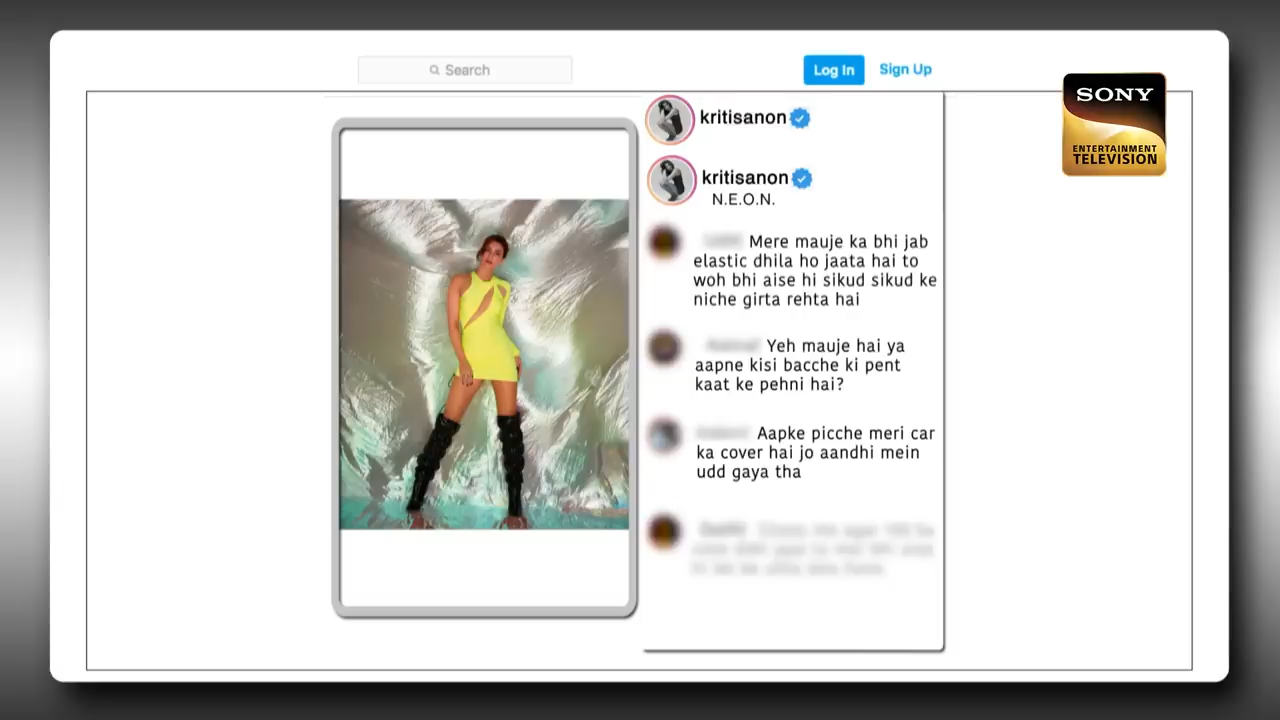 Search
Log In
Sign Up
SONY
ENTERTAINMENT
TELEVISION
kritisanon
kritisanon
N.E.O.N.
Mere mauje ka bhi jab
elastic dhila ho jaata hai to
woh bhi aise hi sikud sikud ke
niche girta rehta hai
Yeh mauje hai ya
aapne kisi bacche ki pent
kaat ke pehni hai?
Aapke picche meri car
ka cover hai jo aandhi mein
udd gaya tha